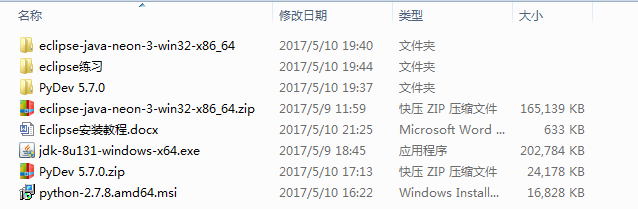 名称 修改日期 类型 大小
eclipse-java-neon-3-win32-x86_64 2017/5/10 19:40 文件夹
eclipse练习 2017/5/10 19:44 文件夹
PyDev 5.7.0 2017/5/10 19:37 文件夹
eclipse-java-neon-3-win32-x86_64.zip 2017/5/9 11:59 快压 ZIP 压缩文件 165,139 KB
Eclipse安装教程.docx 2017/5/10 21:25 Microsoft Word ... 633 KB
jdk-8u131-windows-x64.exe 2017/5/9 18:45 应用程序 202,784 KB
PyDev 5.7.0.zip 2017/5/10 17:13 快压 ZIP 压缩文件 24,178 KB
python-2.7.8.amd64.msi 2017/5/10 16:22 Windows Install... 16,828 KB